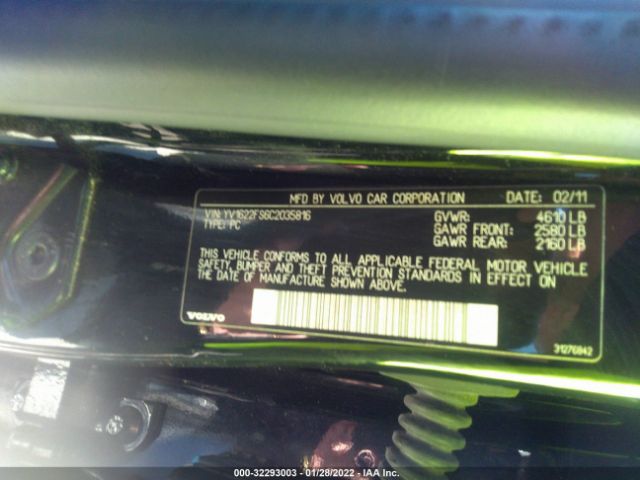 MFD BY VOLVO CAR CORPORATION DATE: 02/11
VIN: YV1622FS6C2035816 GVWR: 4610 LB
TYPE: PC GAWR FRONT: 2580 LB
GAWR REAR: 2160 LB
THIS VEHICLE CONFORMS TO ALL APPLICABLE FEDERAL MOTOR VEHICLE
SAFETY, BUMPER AND THEFT PREVENTION STANDARDS IN EFFECT ON
THE DATE OF MANUFACTURE SHOWN ABOVE.
VOLVO
31276942
000-32293003 - 01/28/2022 - IAA Inc.